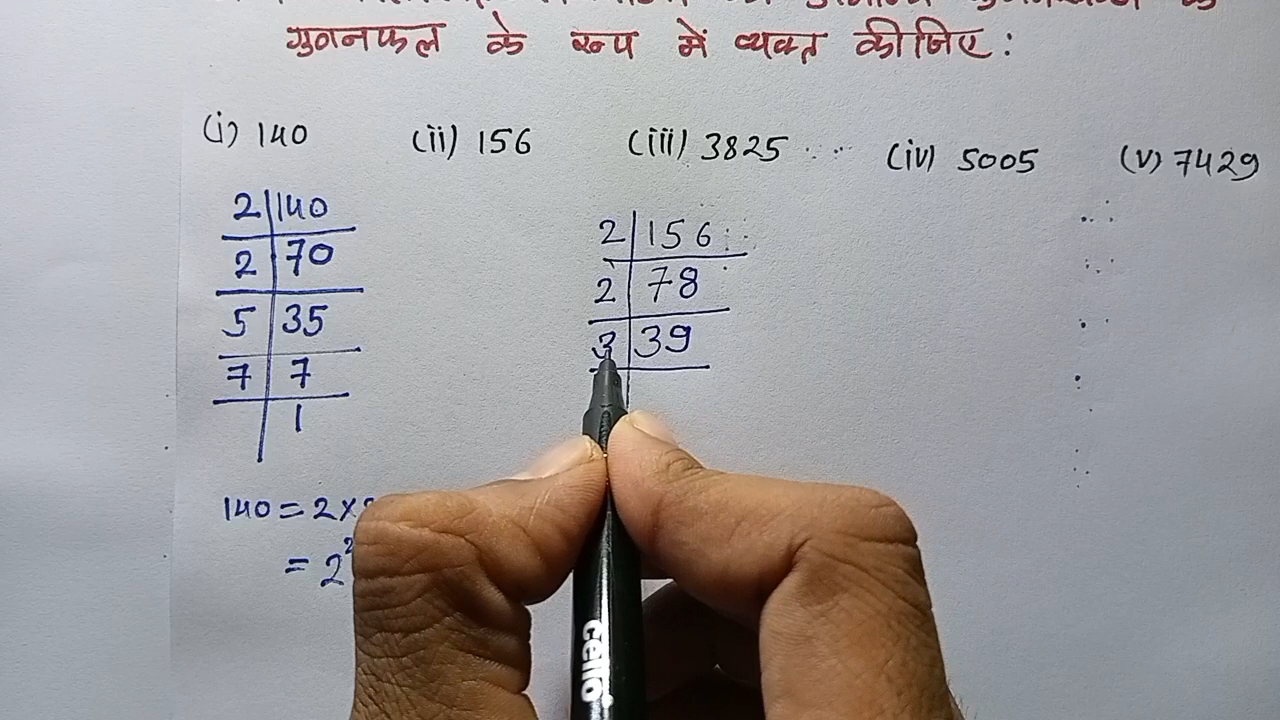 गुणनफल के रूप में व्यक्त कीजिए:
(i) 140 (ii) 156 (iii) 3825 (iv) 5005 (v) 7429
2 140
2 70
5 35
7 7
1
140 = 2×
= 2²
2 156
2 78
3 39
cello